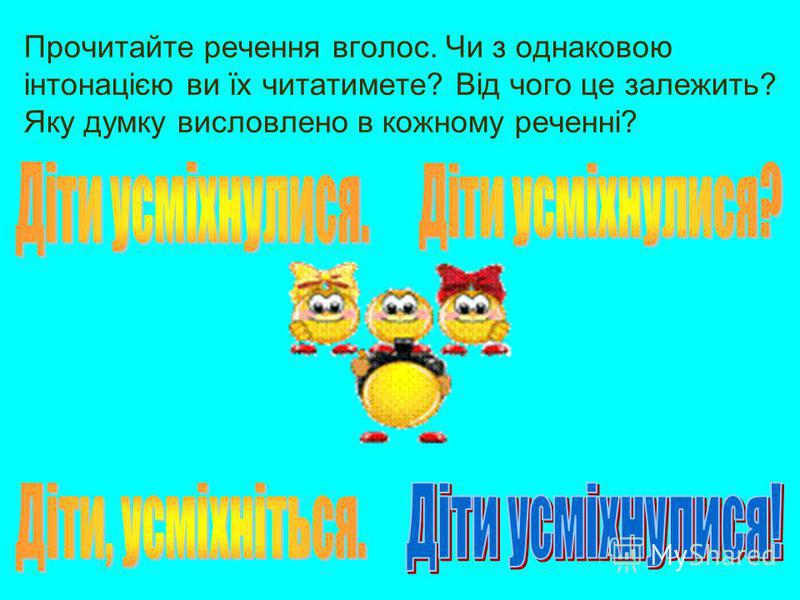 Прочитайте речення вголос. Чи з однаковою
інтонацією ви їх читатимете? Від чого це залежить?
Яку думку висловлено в кожному реченні?
Діти усміхнулися.
Діти усміхнулися?
Діти, усміхніться.
Діти усміхнулися!
MyShared